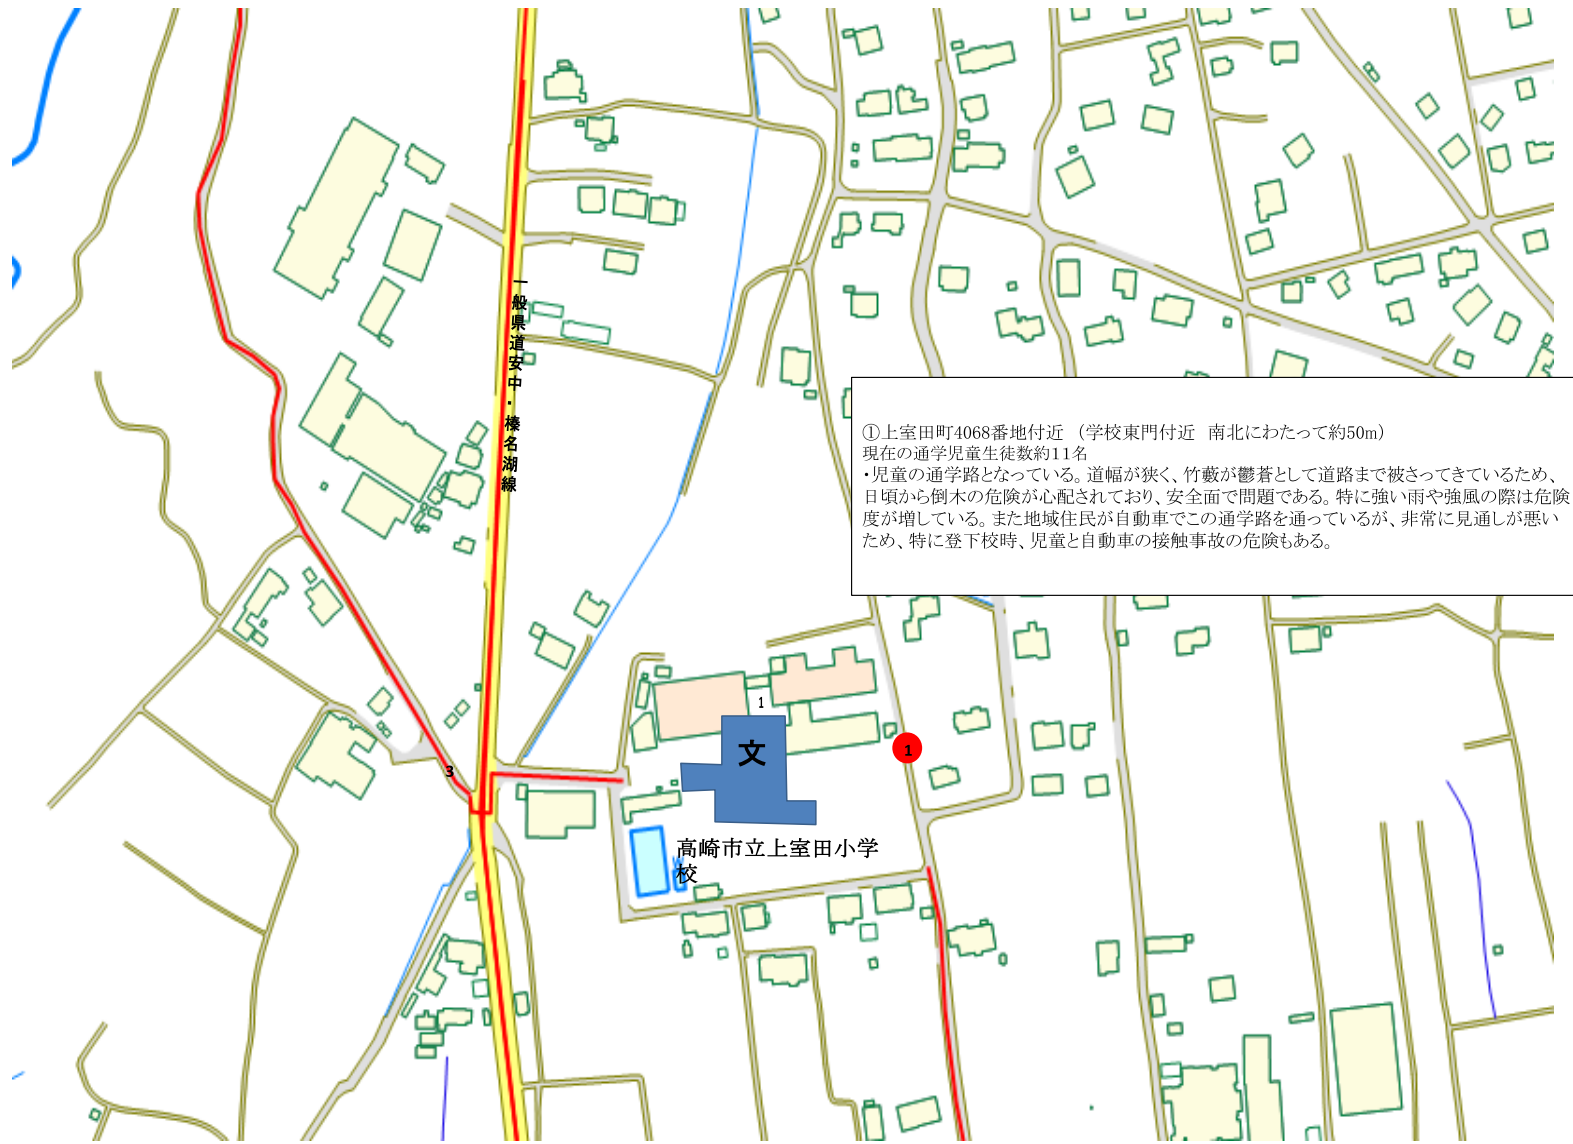 一般県道安中・榛名湖線
①上室田町4068番地付近 （学校東門付近 南北にわたって約50m）
現在の通学児童生徒数約11名
・児童の通学路となっている。道幅が狭く、竹藪が鬱蒼として道路まで被さってきているため、
日頃から倒木の危険が心配されており、安全面で問題である。特に強い雨や強風の際は危険
度が増している。また地域住民が自動車でこの通学路を通っているが、非常に見通しが悪い
ため、特に登下校時、児童と自動車の接触事故の危険もある。
1
文
1
3
高崎市立上室田小学
校